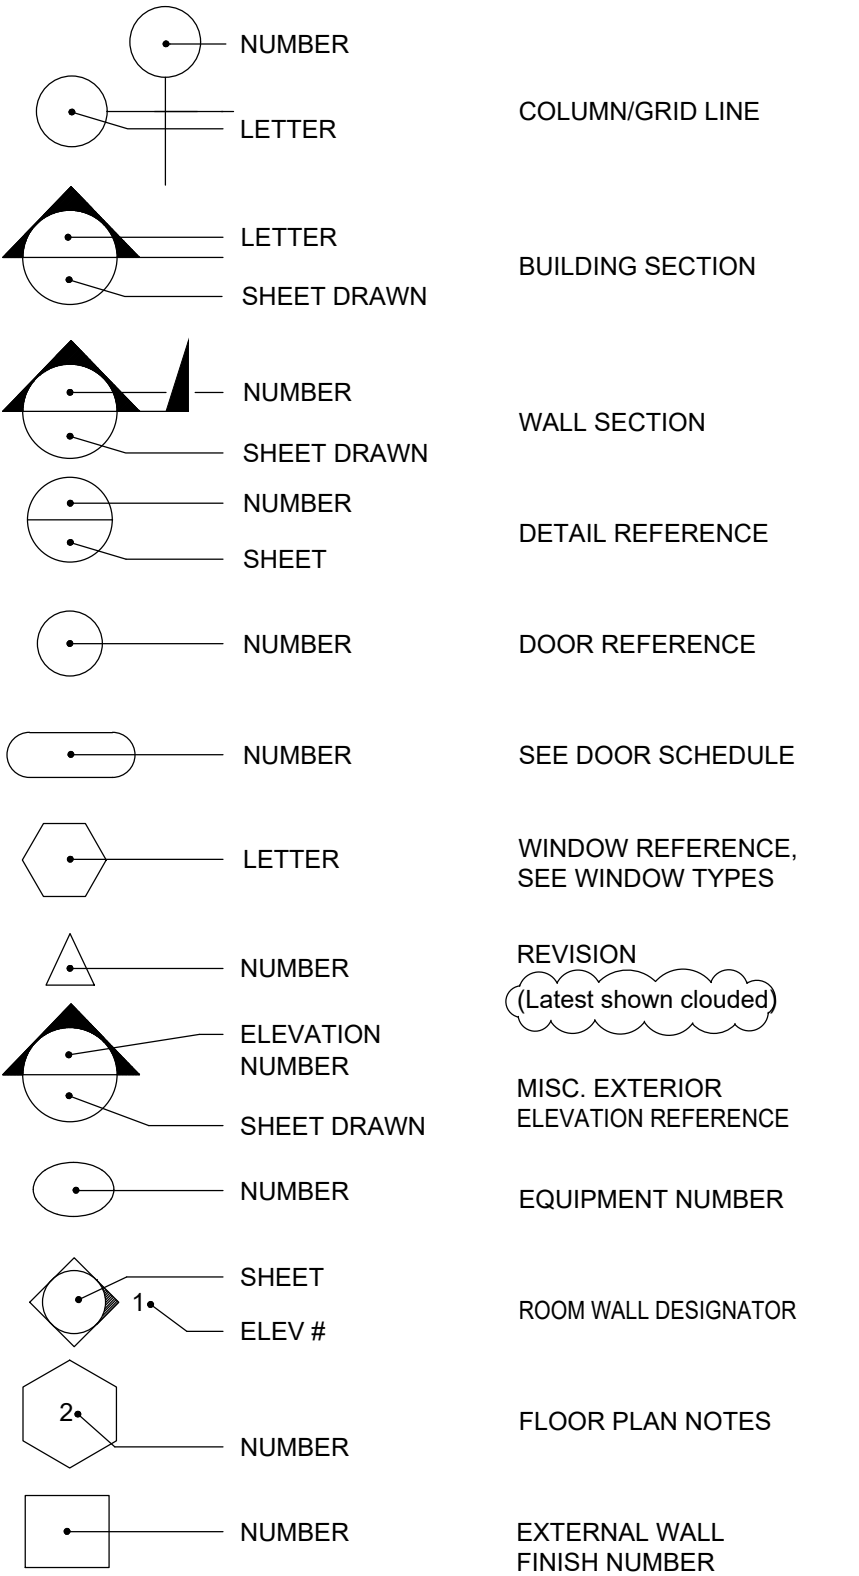 NUMBER
LETTER
COLUMN/GRID LINE
LETTER
SHEET DRAWN
BUILDING SECTION
NUMBER
SHEET DRAWN
WALL SECTION
NUMBER
SHEET
DETAIL REFERENCE
NUMBER
DOOR REFERENCE
NUMBER
SEE DOOR SCHEDULE
LETTER
WINDOW REFERENCE,
SEE WINDOW TYPES
NUMBER
REVISION
(Latest shown clouded)
ELEVATION
NUMBER
SHEET DRAWN
MISC. EXTERIOR
ELEVATION REFERENCE
NUMBER
EQUIPMENT NUMBER
SHEET
1
ELEV #
ROOM WALL DESIGNATOR
2
NUMBER
FLOOR PLAN NOTES
NUMBER
EXTERNAL WALL
FINISH NUMBER